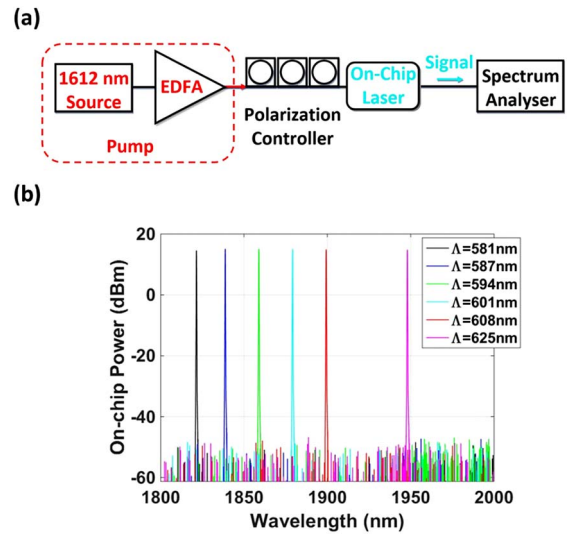 (a)
1612 nm
Source
EDFA
Pump
Polarization
Controller
On-Chip
Laser
Signal
Spectrum
Analyser
(b)
On-chip Power (dBm)
20
0
-20
-40
-60
1800
1850
1900
1950
2000
Wavelength (nm)
Λ=581nm
Λ=587nm
Λ=594nm
Λ=601nm
Λ=608nm
Λ=625nm